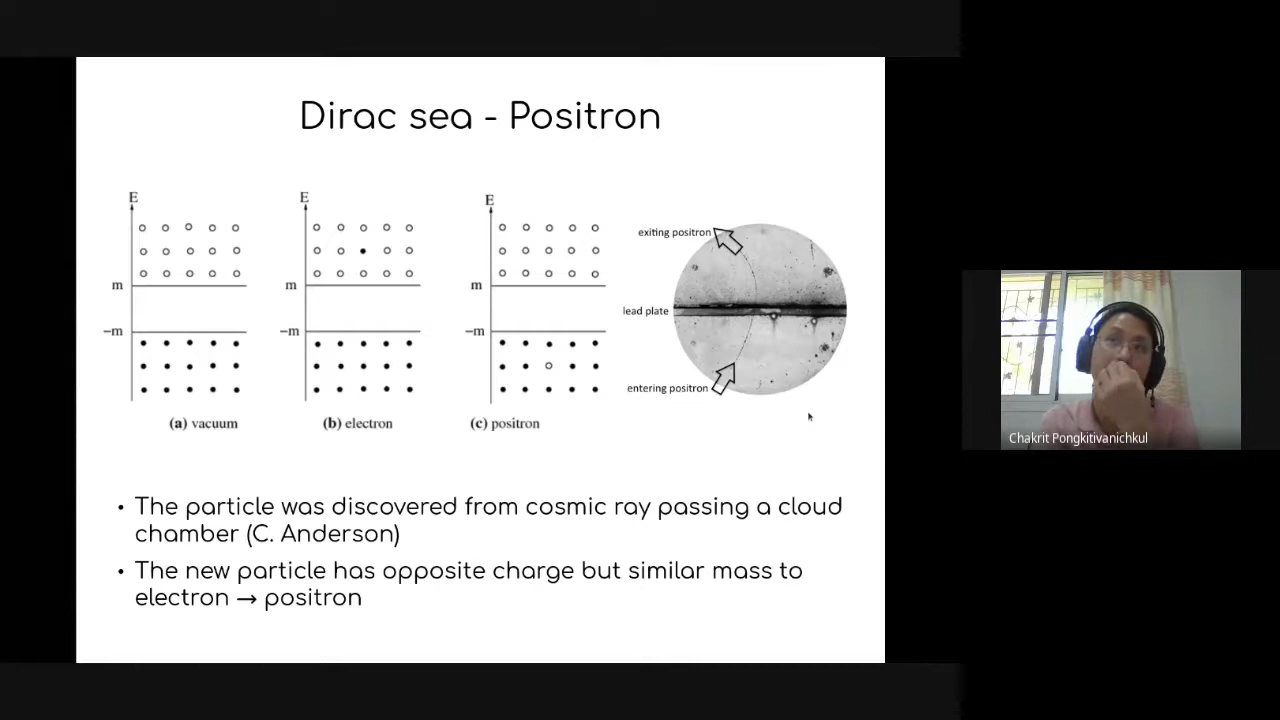 Dirac sea - Positron
E
m
-m
(a) vacuum
E
m
-m
(b) electron
E
m
-m
(c) positron
exiting positron
lead plate
entering positron
• The particle was discovered from cosmic ray passing a cloud
chamber (C. Anderson)
• The new particle has opposite charge but similar mass to
electron → positron
Chakrit Pongkitivanichkul